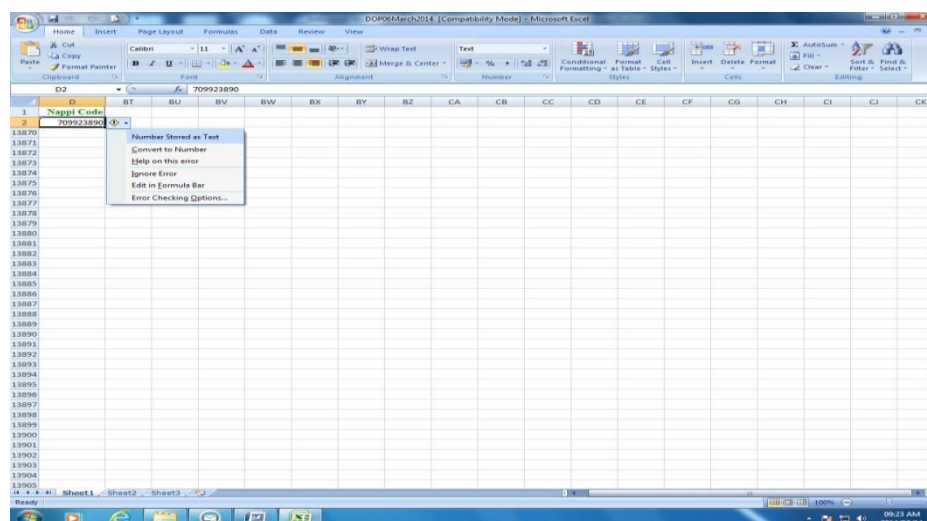 DOP06March2014 [Compatibility Mode] - Microsoft Excel
Home Insert Page Layout Formulas Data Review View
Cut
Copy
Format Painter
Paste
Clipboard
Calibri 11
Font
Wrap Text
Merge & Center
Alignment
Text
Number
Conditional Formatting
Format as Table
Cell Styles
Styles
Insert Delete Format
Cells
AutoSum
Fill
Clear
Sort & Filter
Find & Select
Editing
D2 fx 709923890
D BT BU BV BW BX BY BZ CA CB CC CD CE CF CG CH CI CJ CK
1 Nappi Code
2 709923890
Number Stored as Text
Convert to Number
Help on this error
Ignore Error
Edit in Formula Bar
Error Checking Options...
13870
13871
13872
13873
13874
13875
13876
13877
13878
13879
13880
13881
13882
13883
13884
13885
13886
13887
13888
13889
13890
13891
13892
13893
13894
13895
13896
13897
13898
13899
13900
13901
13902
13903
13904
13905
Sheet1 Sheet2 Sheet3
Ready 100%
09:23 AM